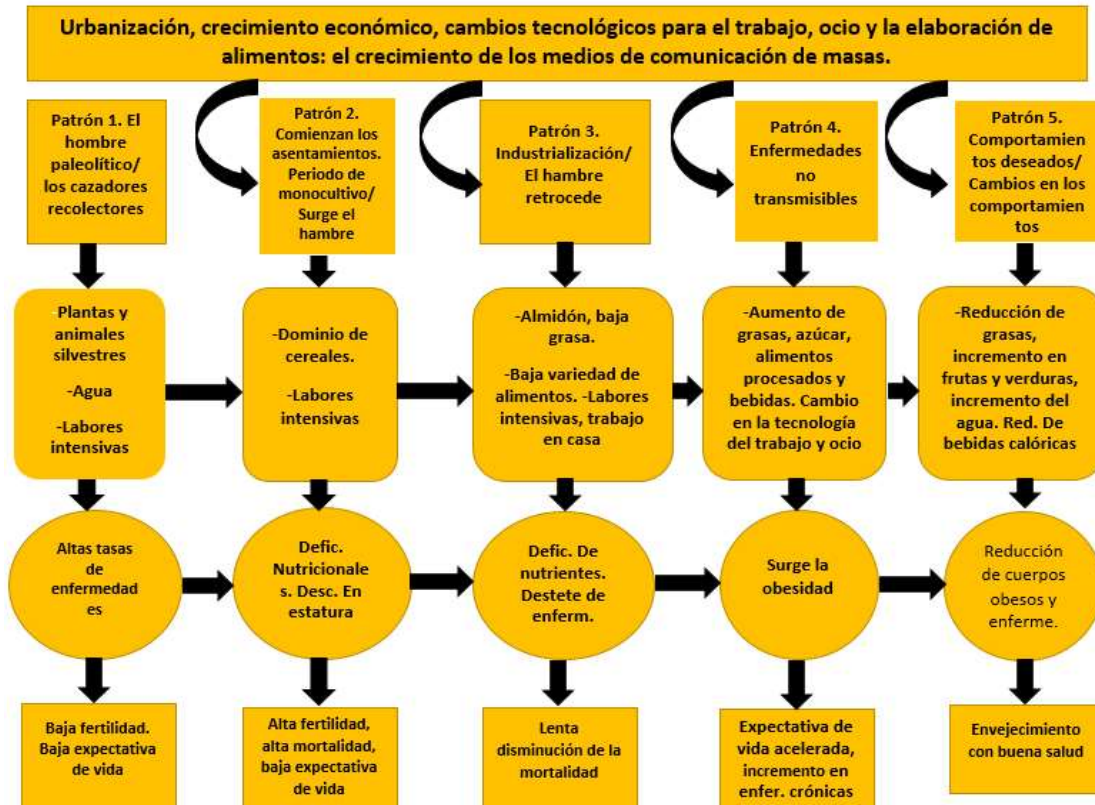 Urbanización, crecimiento económico, cambios tecnológicos para el trabajo, ocio y la elaboración de
alimentos: el crecimiento de los medios de comunicación de masas.
Patrón 1. El
hombre
paleolítico/
los cazadores
recolectores
Patrón 2.
Comienzan los
asentamientos.
Periodo de
monocultivo/
Surge el
hambre
Patrón 3.
Industrialización/
El hambre
retrocede
Patrón 4.
Enfermedades
no
transmisibles
Patrón 5.
Comportamien
tos deseados/
Cambios en los
comportamien
tos
-Plantas y
animales
silvestres
-Agua
-Labores
intensivas
-Dominio de
cereales.
-Labores
intensivas
-Almidón, baja
grasa.
-Baja variedad de
alimentos. -Labores
intensivas, trabajo
en casa
-Aumento de
grasas, azúcar,
alimentos
procesados y
bebidas. Cambio
en la tecnología
del trabajo y ocio
-Reducción de
grasas,
incremento en
frutas y verduras,
incremento del
agua. Red. De
bebidas calóricas
Altas tasas
de
enfermedad
es
Defic.
Nutricionale
s. Desc. En
estatura
Defic. De
nutrientes.
Destete de
enferm.
Surge la
obesidad
Reducción
de cuerpos
obesos y
enferme.
Baja fertilidad.
Baja expectativa
de vida
Alta fertilidad,
alta mortalidad,
baja expectativa
de vida
Lenta
disminución de la
mortalidad
Expectativa de
vida acelerada,
incremento en
enfer. crónicas
Envejecimiento
con buena salud